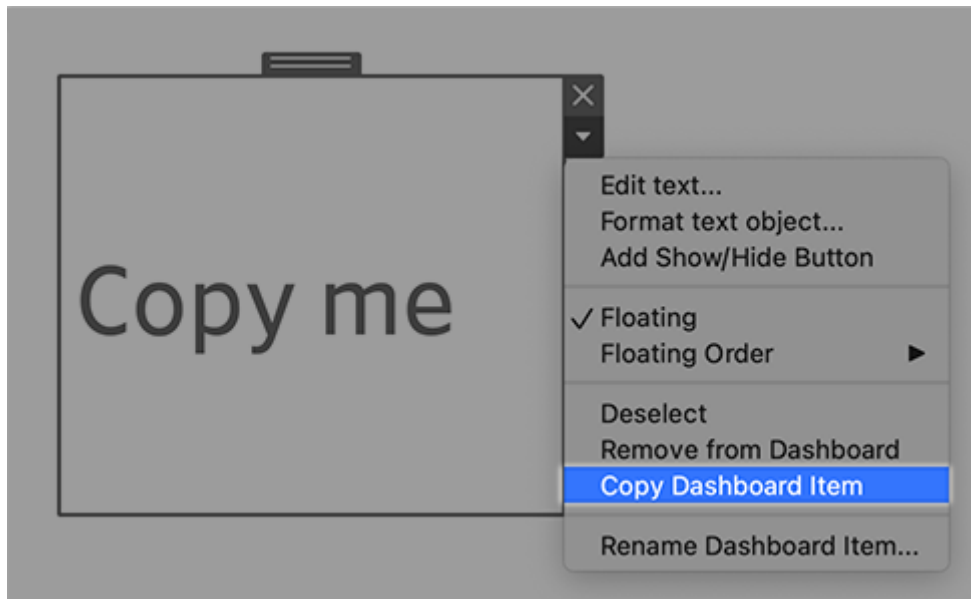 Copy me
Edit text...
Format text object...
Add Show/Hide Button
Floating
Floating Order
Deselect
Remove from Dashboard
Copy Dashboard Item
Rename Dashboard Item...